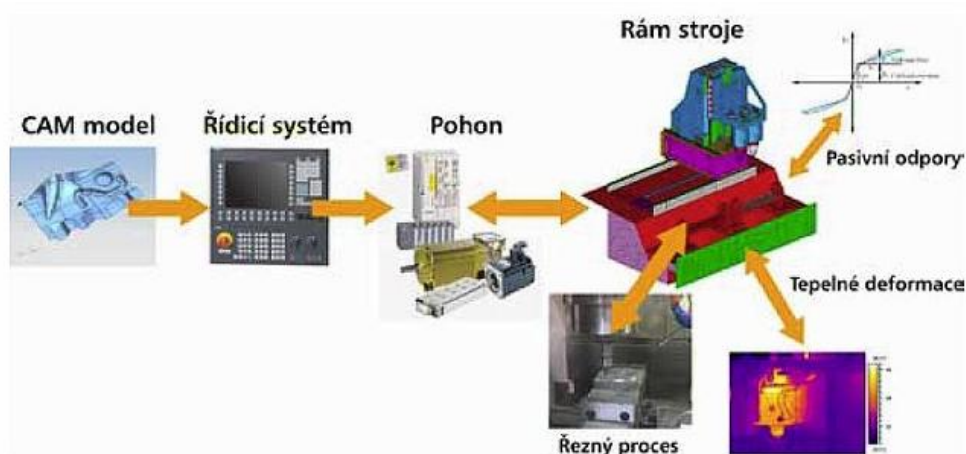 Rám stroje
CAM model
Řídicí systém
Pohon
Pasivní odpory
Tepelné deformace
Řezný proces